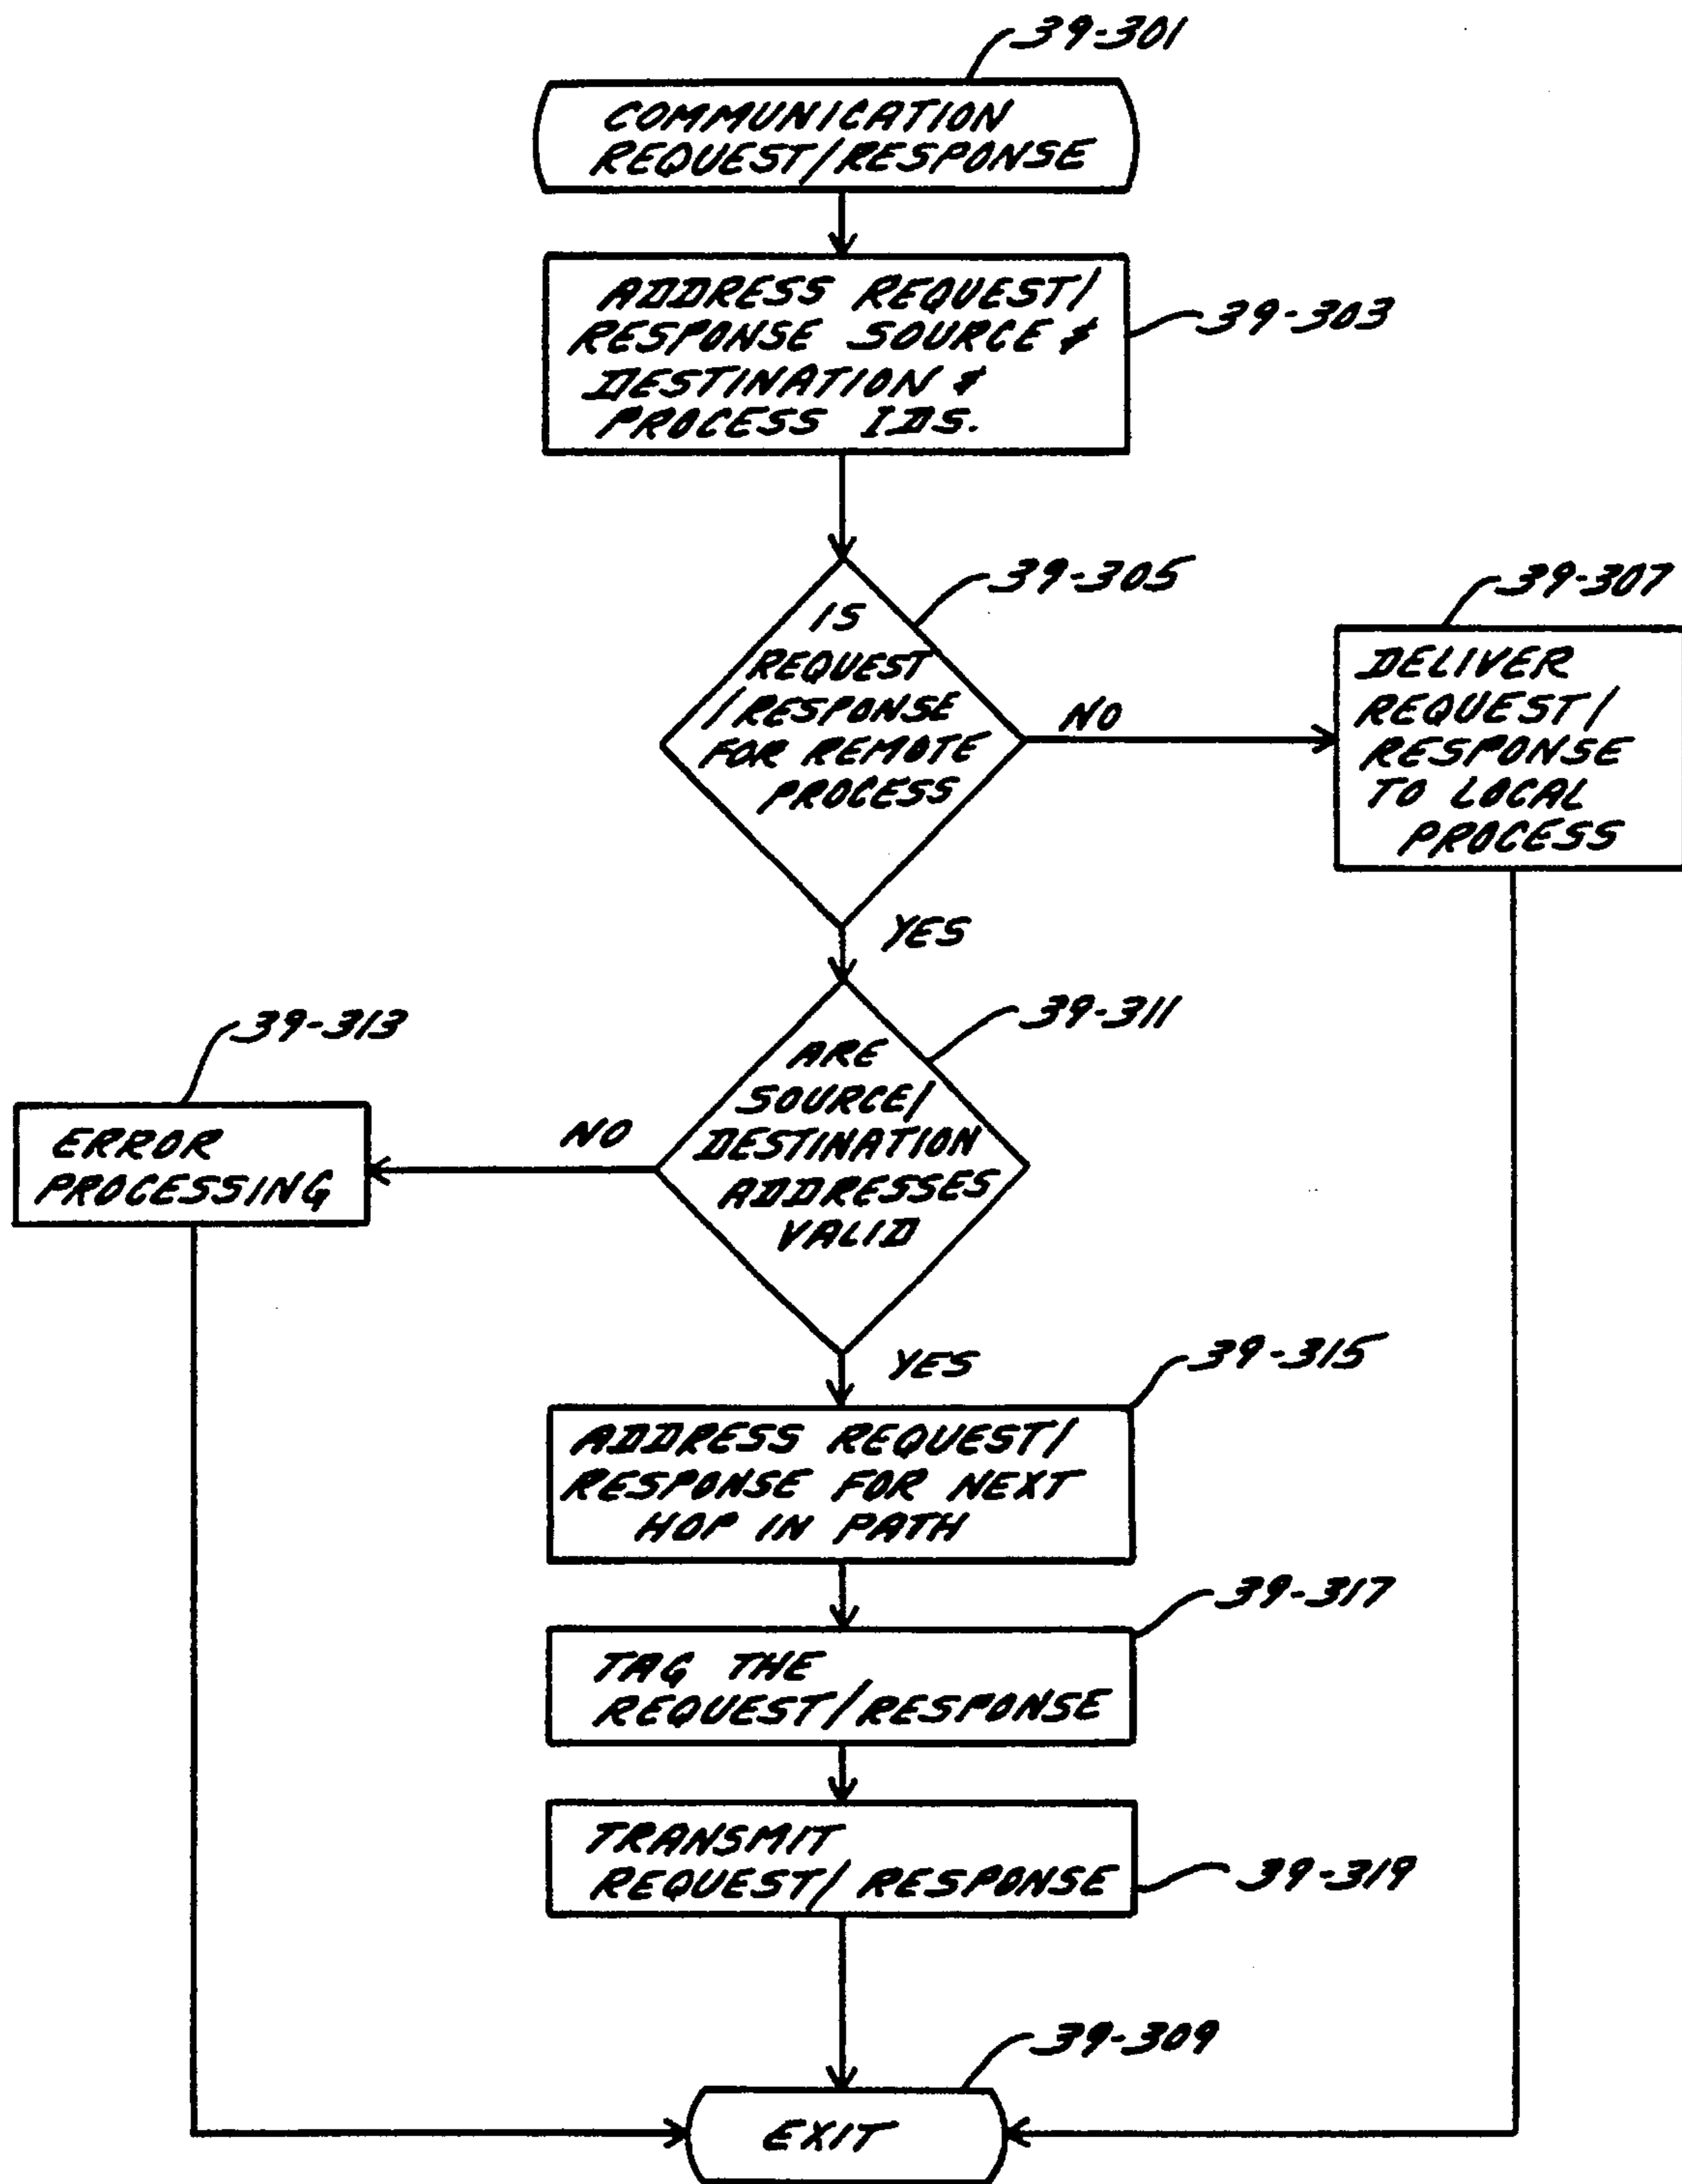 39-301
COMMUNICATION
REQUEST/RESPONSE
ADDRESS REQUEST/
RESPONSE SOURCE &
DESTINATION &
PROCESS IDS.
39-303
39-305
IS
REQUEST
/RESPONSE
FOR REMOTE
PROCESS
NO
39-307
DELIVER
REQUEST/
RESPONSE
TO LOCAL
PROCESS
YES
39-311
ARE
SOURCE/
DESTINATION
ADDRESSES
VALID
NO
39-313
ERROR
PROCESSING
YES
39-315
ADDRESS REQUEST/
RESPONSE FOR NEXT
HOP IN PATH
39-317
TAG THE
REQUEST/RESPONSE
TRANSMIT
REQUEST/RESPONSE
39-319
39-309
EXIT